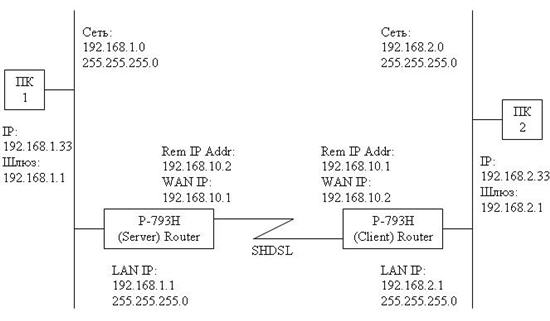 Сеть:
192.168.1.0
255.255.255.0
Сеть:
192.168.2.0
255.255.255.0
ПК
1
ПК
2
IP:
192.168.1.33
Шлюз:
192.168.1.1
Rem IP Addr:
192.168.10.2
WAN IP:
192.168.10.1
Rem IP Addr:
192.168.10.1
WAN IP:
192.168.10.2
IP:
192.168.2.33
Шлюз:
192.168.2.1
P-793H
(Server) Router
SHDSL
P-793H
(Client) Router
LAN IP:
192.168.1.1
255.255.255.0
LAN IP:
192.168.2.1
255.255.255.0